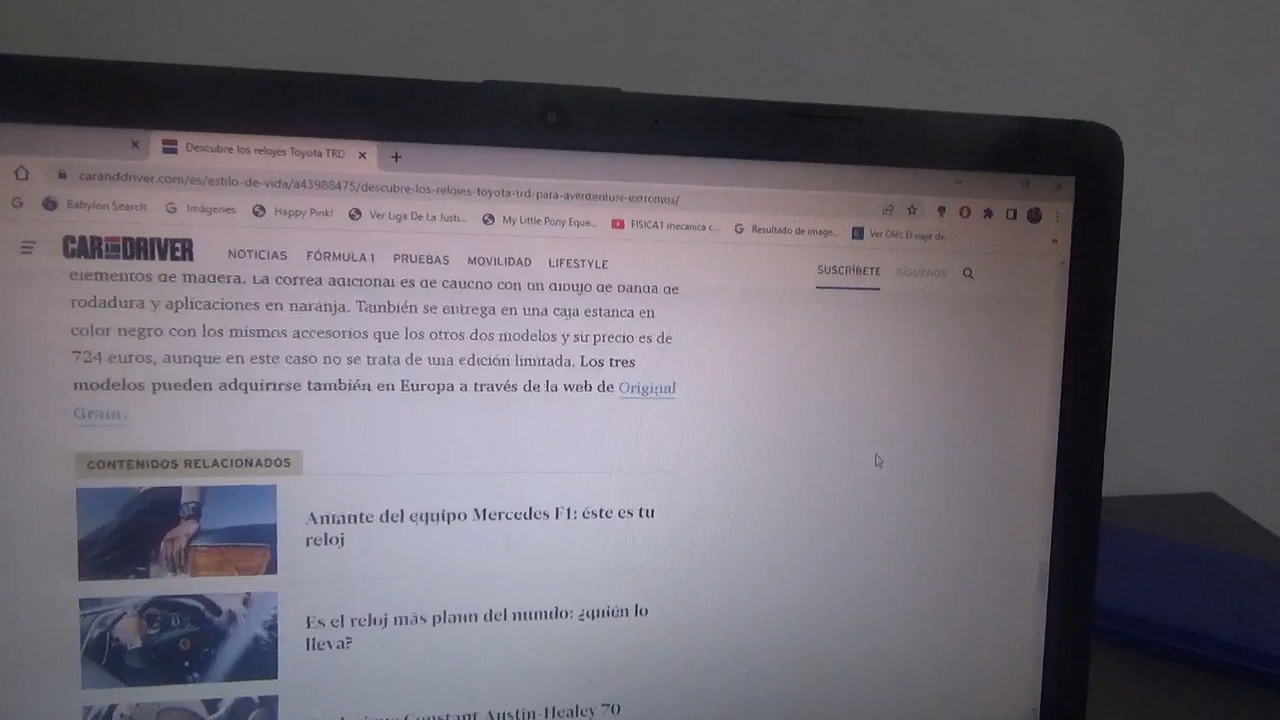 Descubre los relojes Toyota TRD
caranddriver.com/es/estilo-de-vida/a43988475/descubre-los-relojes-toyota-trd-para-aventuras-extremas/
Babylon Search
Imágenes
Happy Pink!
Ver Liga De La Justi...
My Little Pony Eque...
FISICA1 mecanica c...
Resultado de image...
Ver Olé!: El viaje de...
CAR AND DRIVER
NOTICIAS FÓRMULA 1 PRUEBAS MOVILIDAD LIFESTYLE
SUSCRÍBETE SÍGUENOS
elementos de madera. La correa adicional es de caucho con un dibujo de banda de
rodadura y aplicaciones en naranja. También se entrega en una caja estanca en
color negro con los mismos accesorios que los otros dos modelos y su precio es de
724 euros, aunque en este caso no se trata de una edición limitada. Los tres
modelos pueden adquirirse también en Europa a través de la web de Original
Grain.
CONTENIDOS RELACIONADOS
Amante del equipo Mercedes F1: éste es tu
reloj
Es el reloj más plano del mundo: ¿quién lo
lleva?
Constant Austin-Healey 70